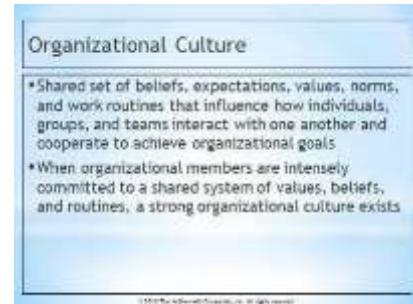 Organizational Culture
•Shared set of beliefs, expectations, values, norms,
and work routines that influence how individuals,
groups, and teams interact with one another and
cooperate to achieve organizational goals
•When organizational members are intensely
committed to a shared system of values, beliefs,
and routines, a strong organizational culture exists